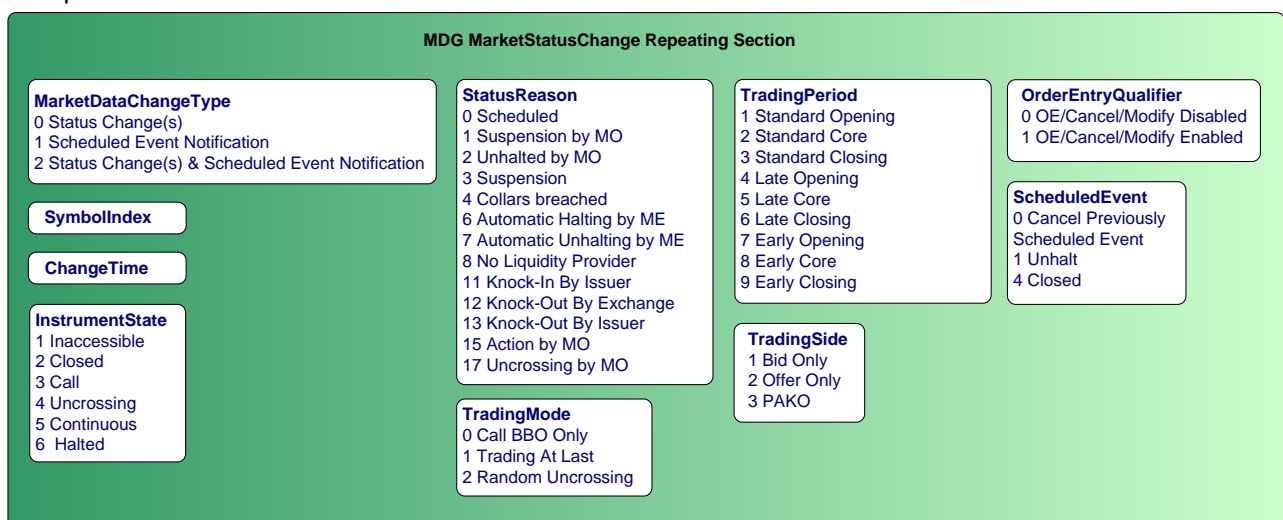 MDG MarketStatusChange Repeating Section
MarketDataChangeType
0 Status Change(s)
1 Scheduled Event Notification
2 Status Change(s) & Scheduled Event Notification
SymbolIndex
ChangeTime
InstrumentState
1 Inaccessible
2 Closed
3 Call
4 Uncrossing
5 Continuous
6 Halted
StatusReason
0 Scheduled
1 Suspension by MO
2 Unhalted by MO
3 Suspension
4 Collars breached
6 Automatic Halting by ME
7 Automatic Unhalting by ME
8 No Liquidity Provider
11 Knock-In By Issuer
12 Knock-Out By Exchange
13 Knock-Out By Issuer
15 Action by MO
17 Uncrossing by MO
TradingMode
0 Call BBO Only
1 Trading At Last
2 Random Uncrossing
TradingPeriod
1 Standard Opening
2 Standard Core
3 Standard Closing
4 Late Opening
5 Late Core
6 Late Closing
7 Early Opening
8 Early Core
9 Early Closing
TradingSide
1 Bid Only
2 Offer Only
3 PAKO
OrderEntryQualifier
0 OE/Cancel/Modify Disabled
1 OE/Cancel/Modify Enabled
ScheduledEvent
0 Cancel Previously
Scheduled Event
1 Unhalt
4 Closed